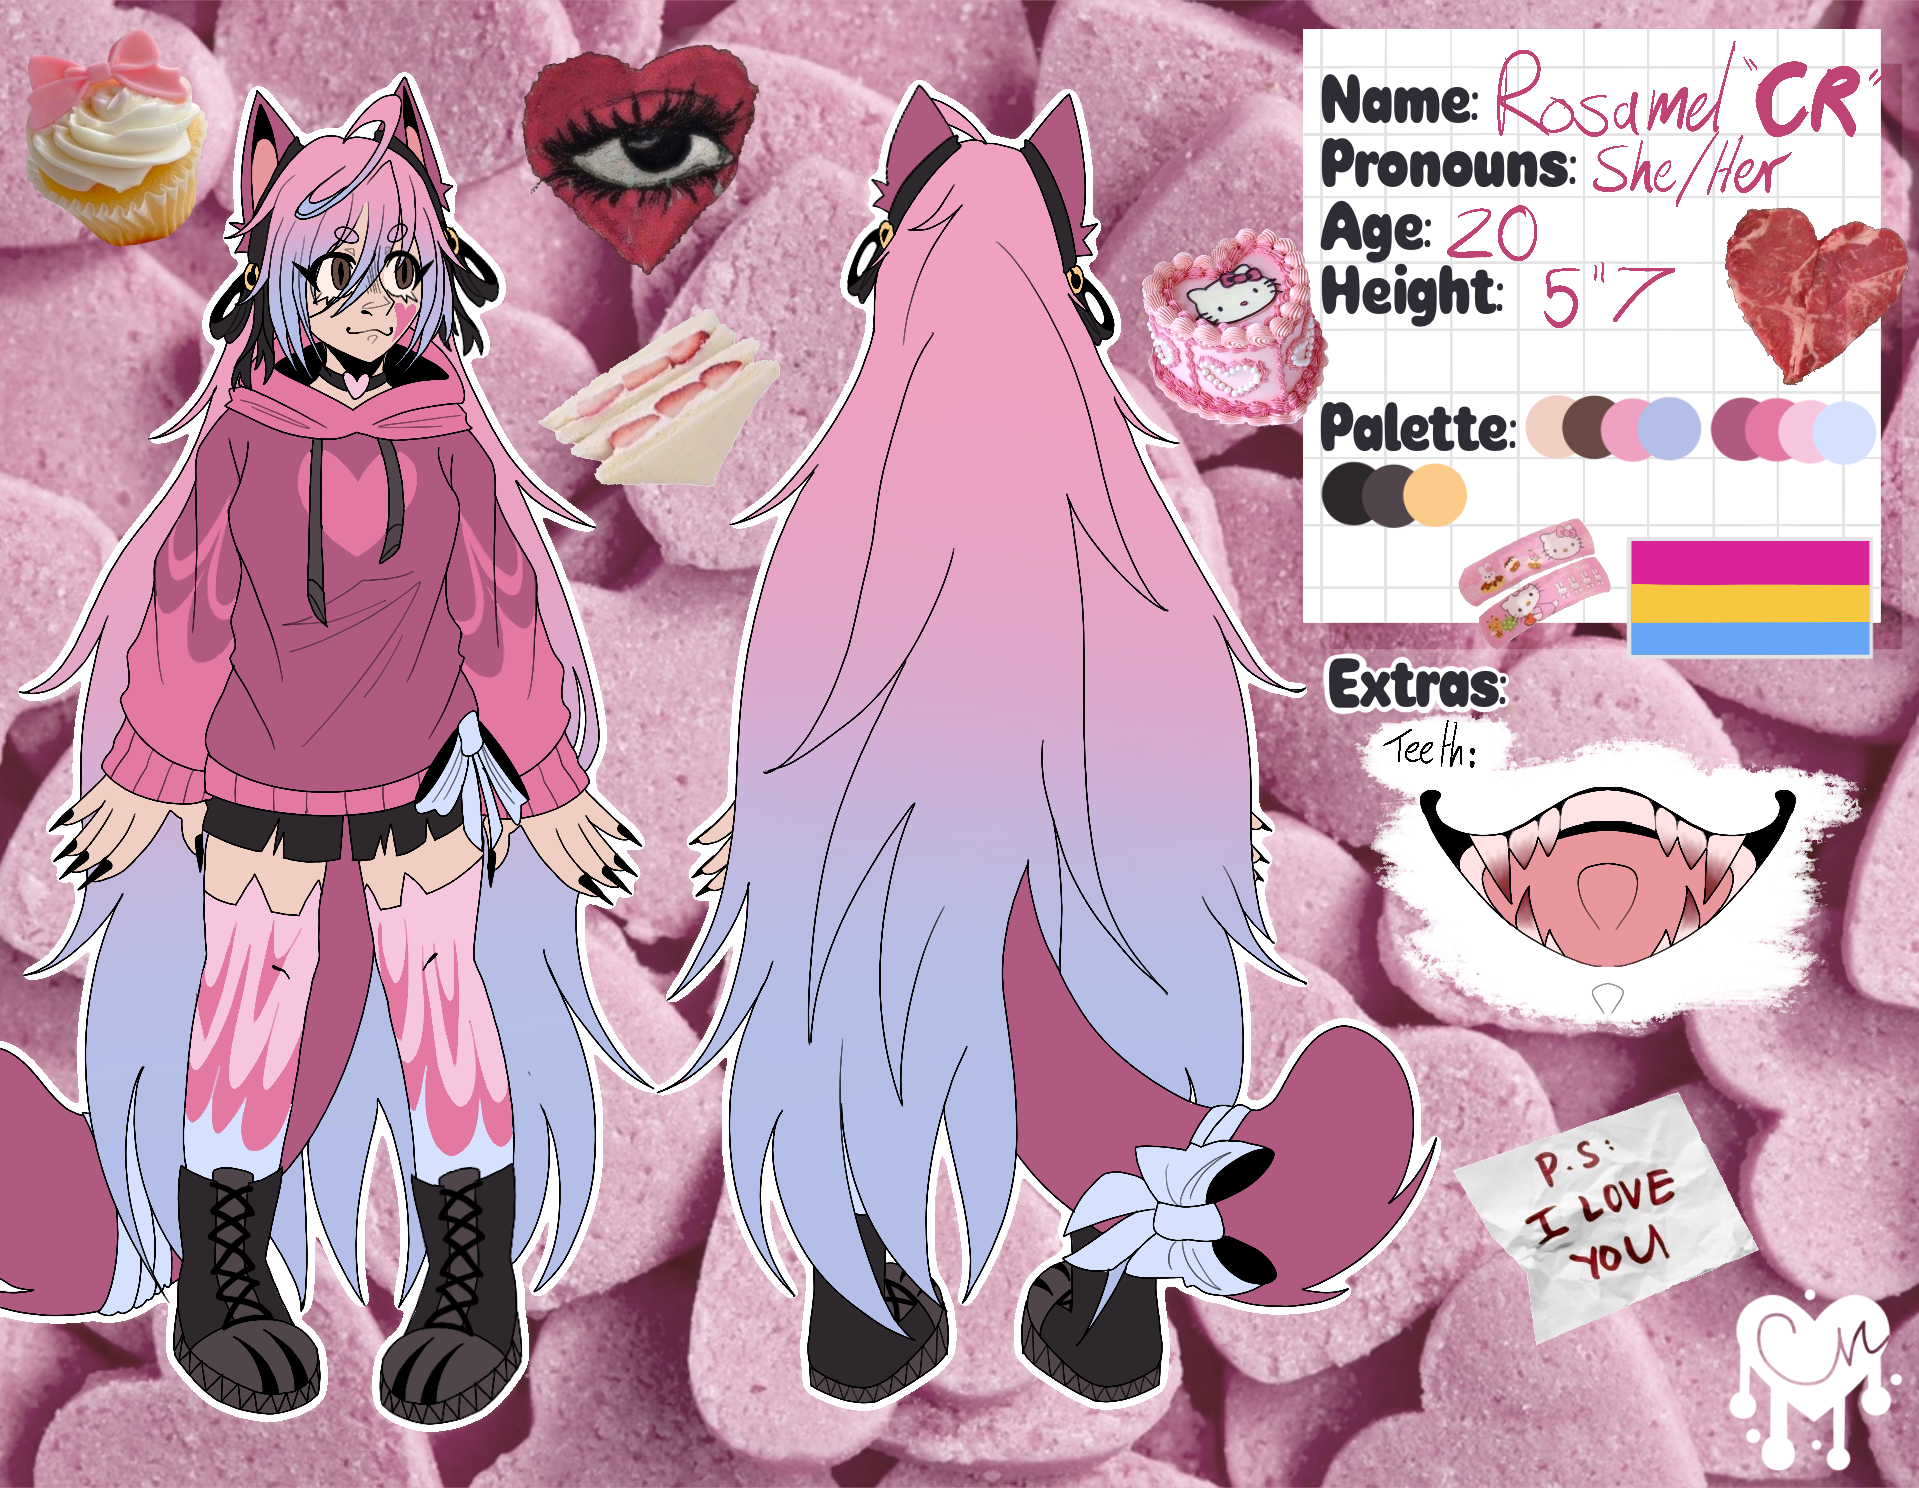 Name: Rosamel "CR"
Pronouns: She/Her
Age: 20
Height: 5"7
Palette:
Extras:
Teeth:
P.S:
I LOVE
YOU